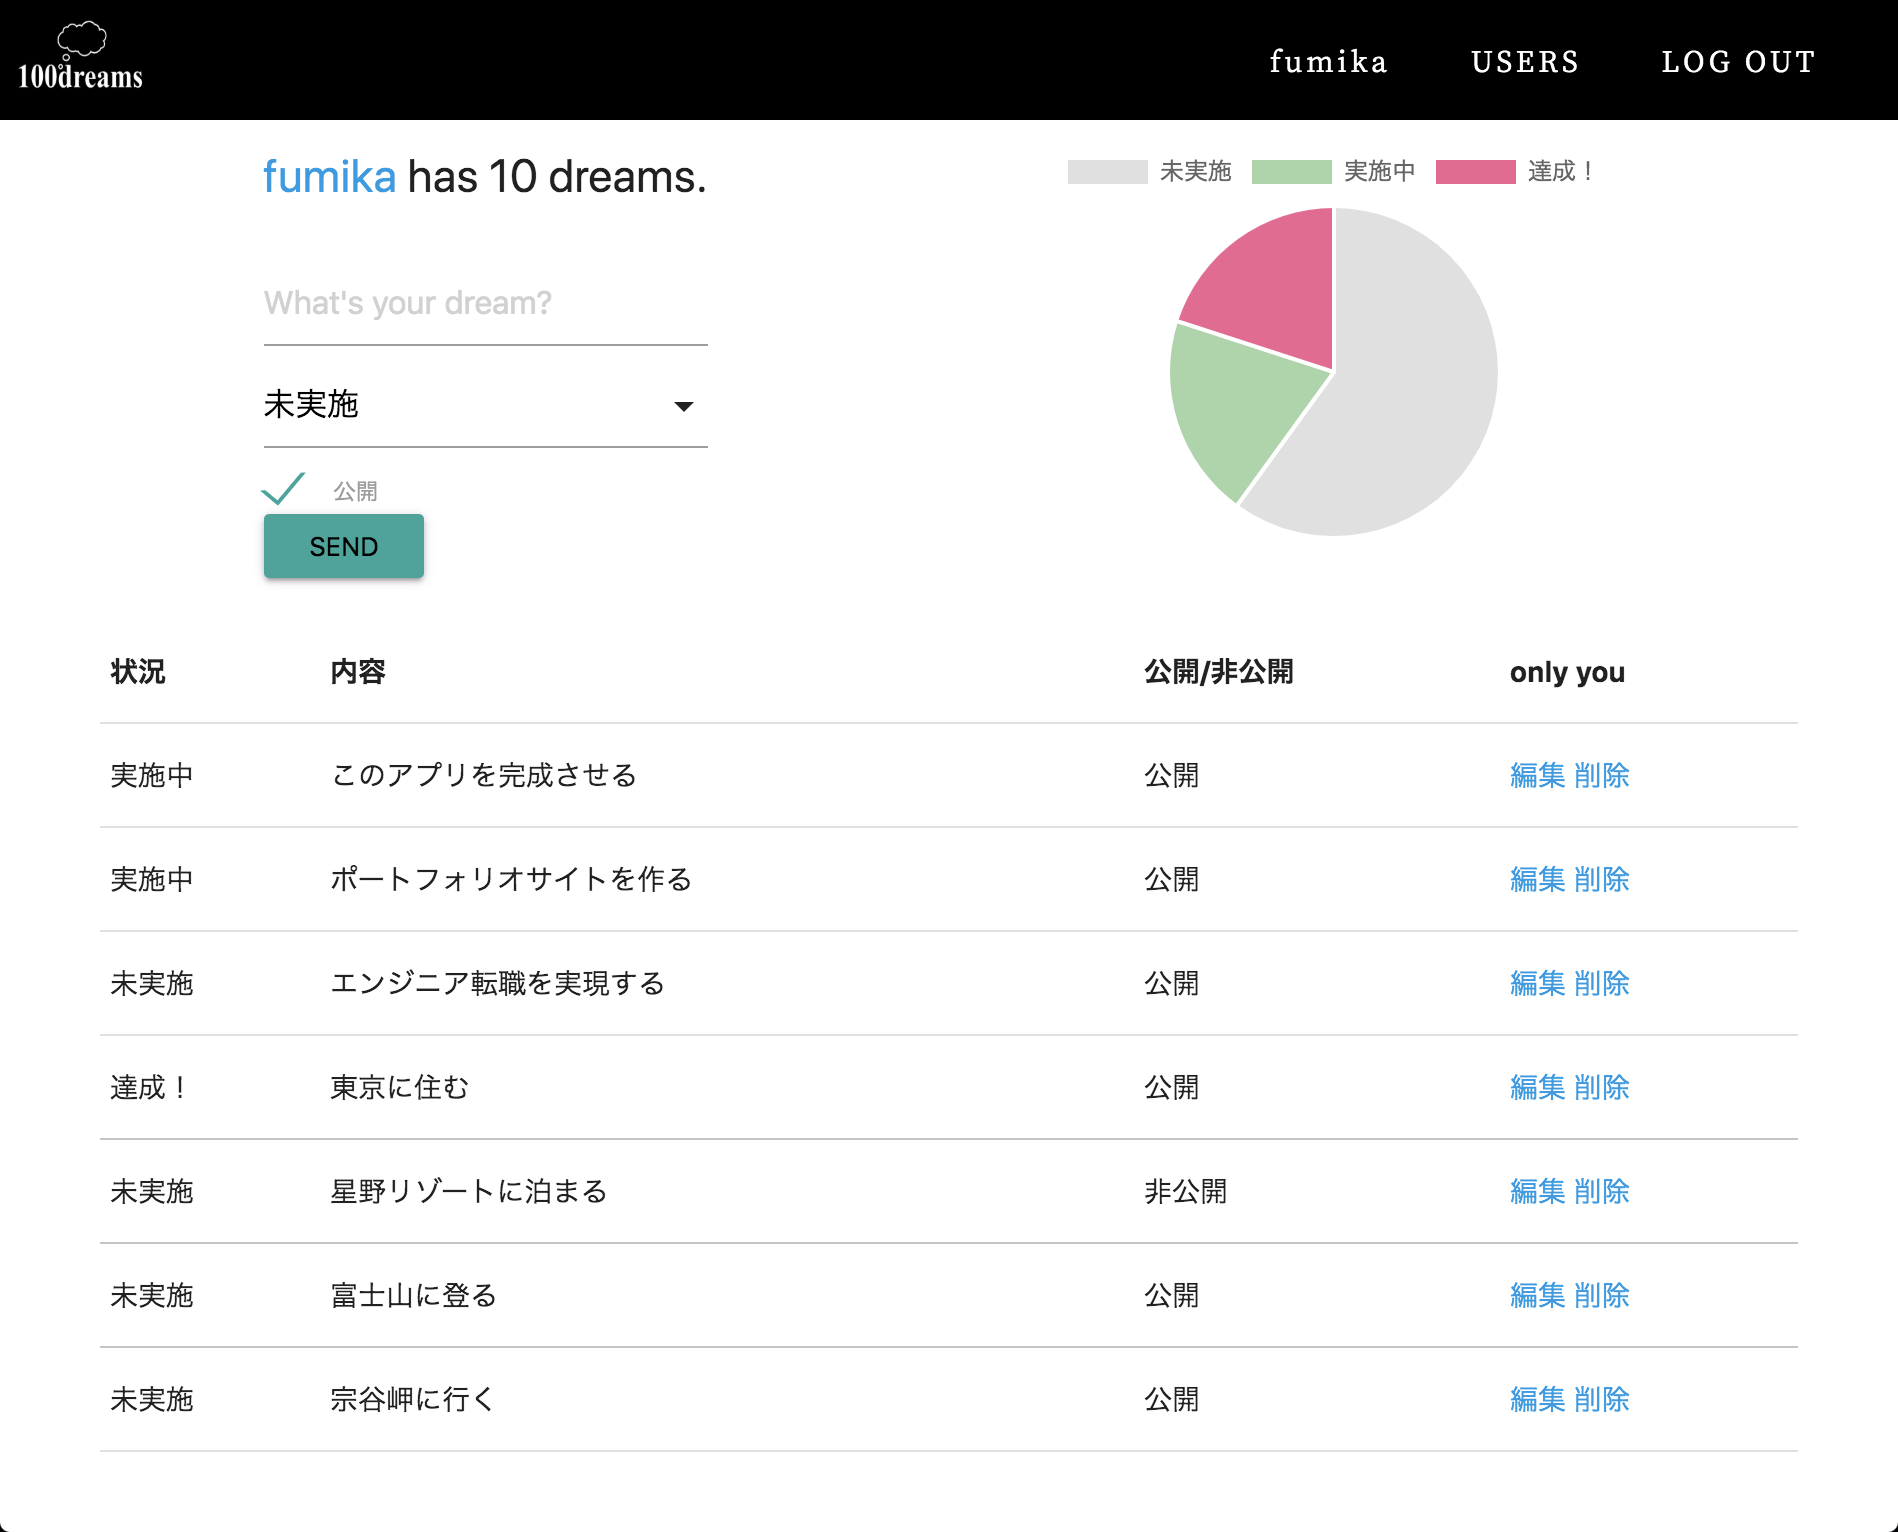 100dreams
fumika USERS LOG OUT
fumika has 10 dreams.
未実施 実施中 達成！
What's your dream?
未実施
公開
SEND
状況 内容 公開/非公開 only you
実施中 このアプリを完成させる 公開 編集 削除
実施中 ポートフォリオサイトを作る 公開 編集 削除
未実施 エンジニア転職を実現する 公開 編集 削除
達成！ 東京に住む 公開 編集 削除
未実施 星野リゾートに泊まる 非公開 編集 削除
未実施 富士山に登る 公開 編集 削除
未実施 宗谷岬に行く 公開 編集 削除